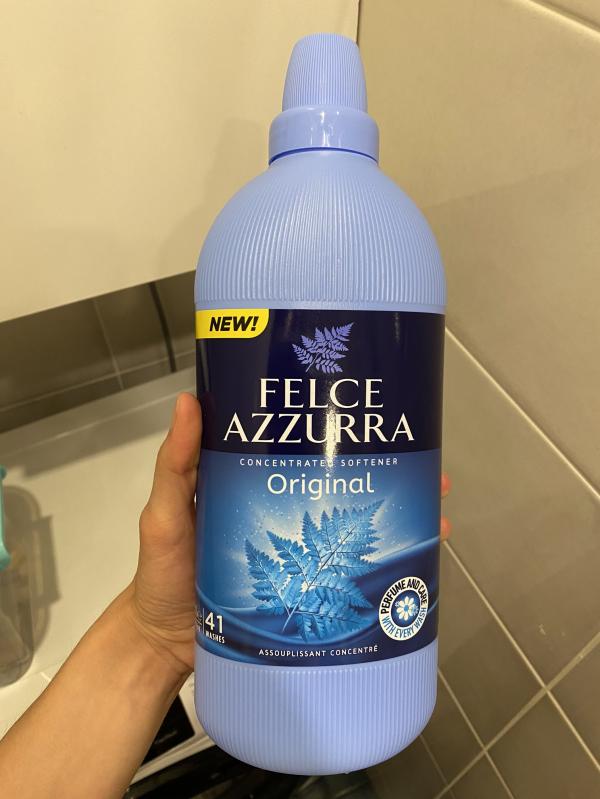 NEW!
FELCE
AZZURRA
CONCENTRATED SOFTENER
Original
PERFUME AND CARE
WITH EVERY WASH
41
WASHES
ASSOUPLISSANT CONCENTRÉ